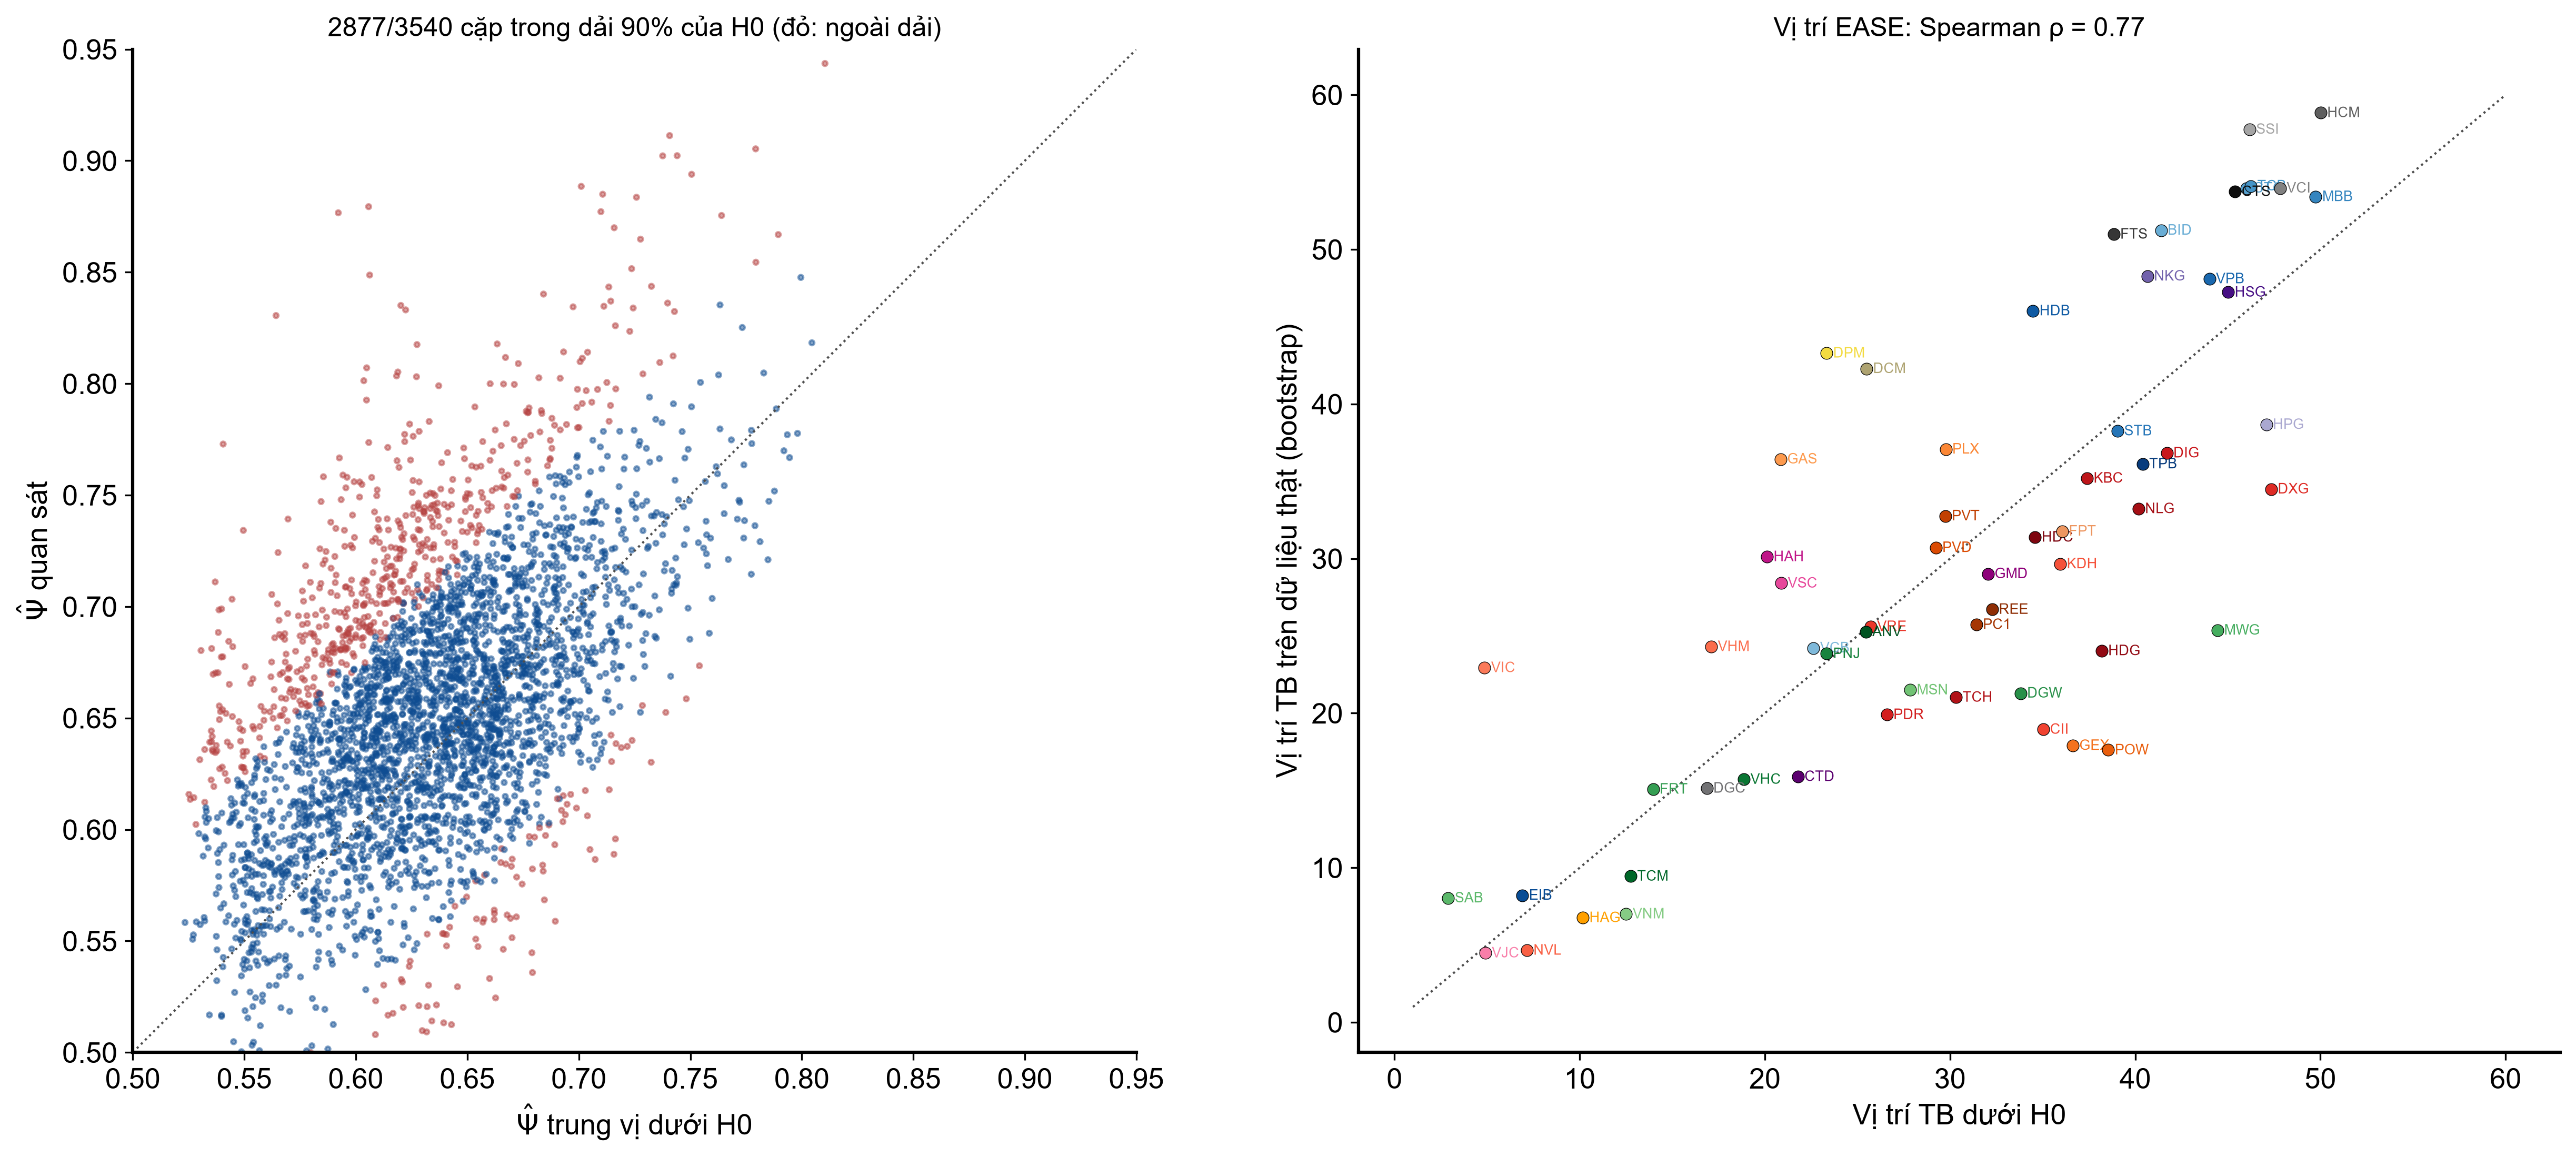 2877/3540 cặp trong dải 90% của H0 (đỏ: ngoài dải)
0.95
0.90
0.85
0.80
0.75
0.70
0.65
0.60
0.55
0.50
Ψ̂ quan sát
0.50 0.55 0.60 0.65 0.70 0.75 0.80 0.85 0.90 0.95
Ψ̂ trung vị dưới H0
Vị trí EASE: Spearman ρ = 0.77
60
50
40
30
20
10
0
Vị trí TB trên dữ liệu thật (bootstrap)
HCM
SSI
CTS
VCI
MBB
FTS
BID
NKG
VPB
HSG
HDB
DPM
DCM
HPG
STB
DIG
PLX
TPB
GAS
KBC
DXG
NLG
PVT
FPT
HDC
PVD
HAH
KDH
GMD
VSC
REE
PC1
VRE
ANV
MWG
VHM
VCB
PNJ
HDG
VIC
MSN
DGW
TCH
PDR
CII
GEX
POW
VHC
CTD
FRT
DGC
TCM
SAB
EIB
HAG
VNM
VJC
NVL
0 10 20 30 40 50 60
Vị trí TB dưới H0